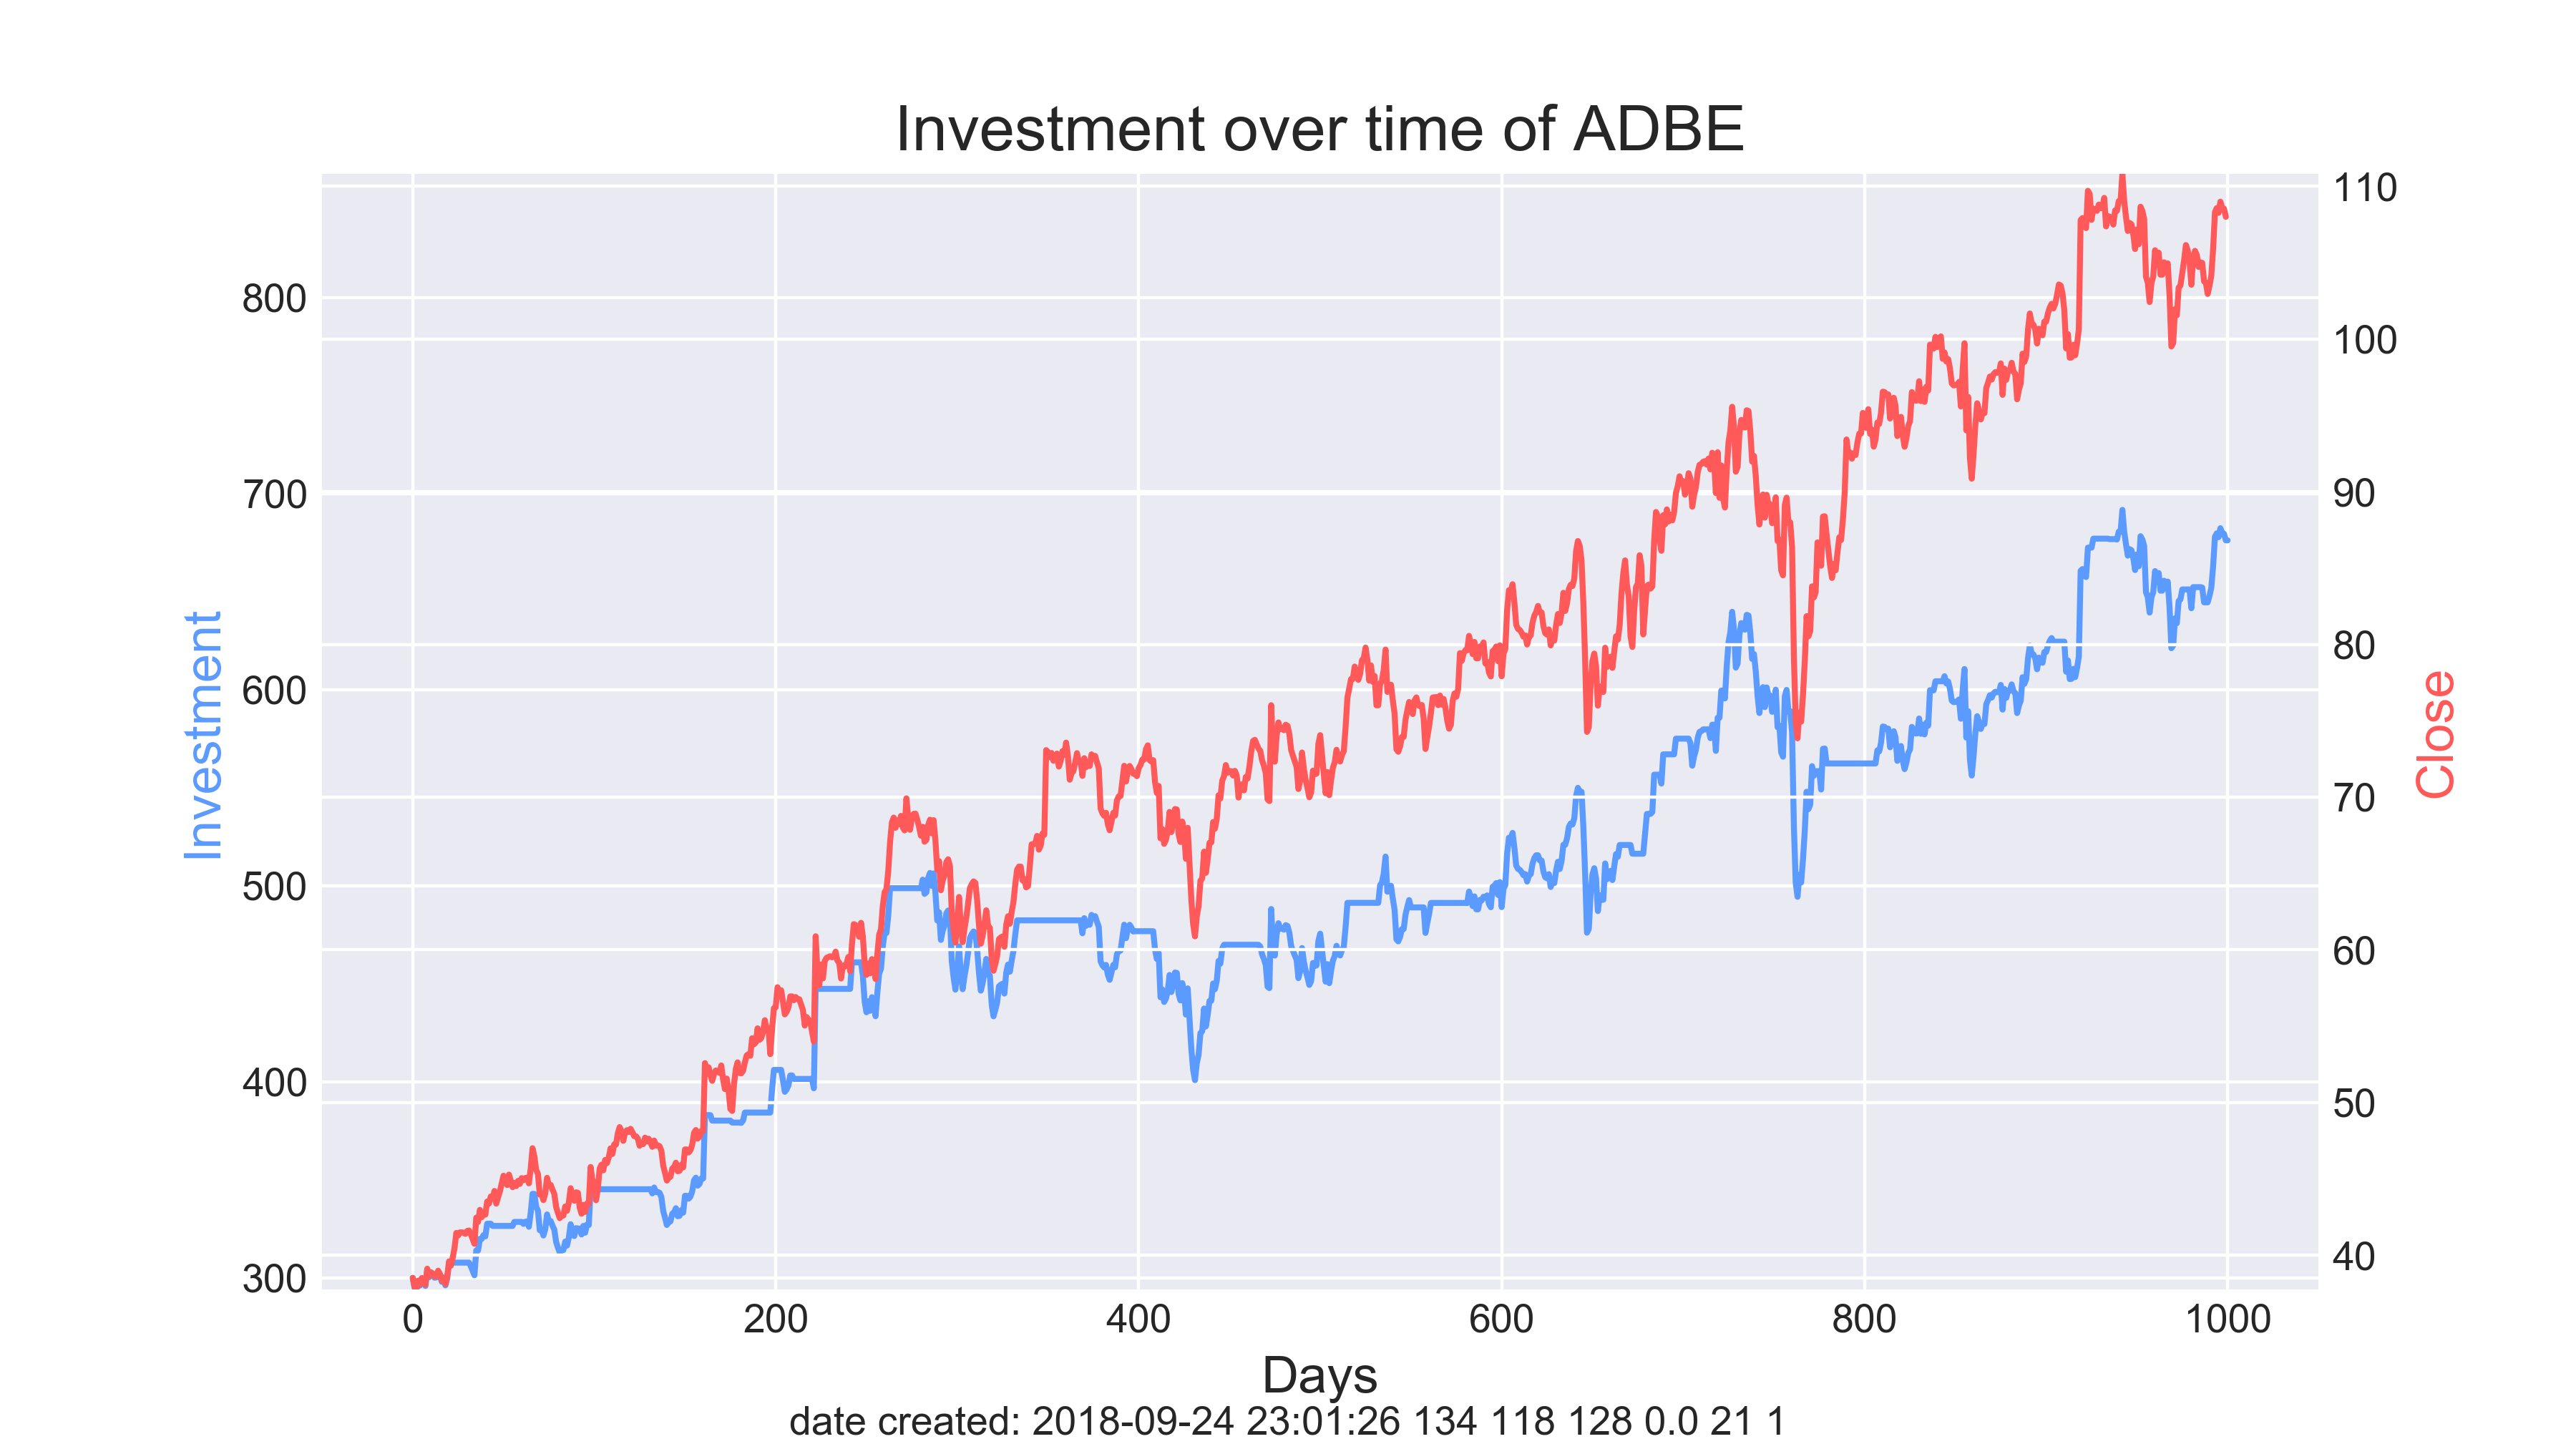 Investment over time of ADBE
110
800
100
700
90
600
80
Investment
Close
70
500
60
400
50
300
40
0 200 400 600 800 1000
Days
date created: 2018-09-24 23:01:26 134 118 128 0.0 21 1